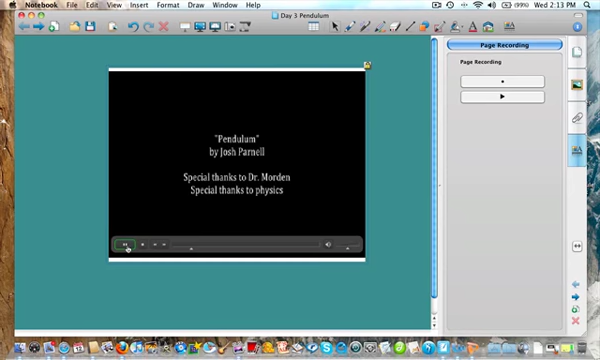 Notebook File Edit View Insert Format Draw Window Help
(99%) Wed 2:13 PM
Day 3 Pendulum
Page Recording
Page Recording
"Pendulum"
by Josh Parnell
Special thanks to Dr. Morden
Special thanks to physics